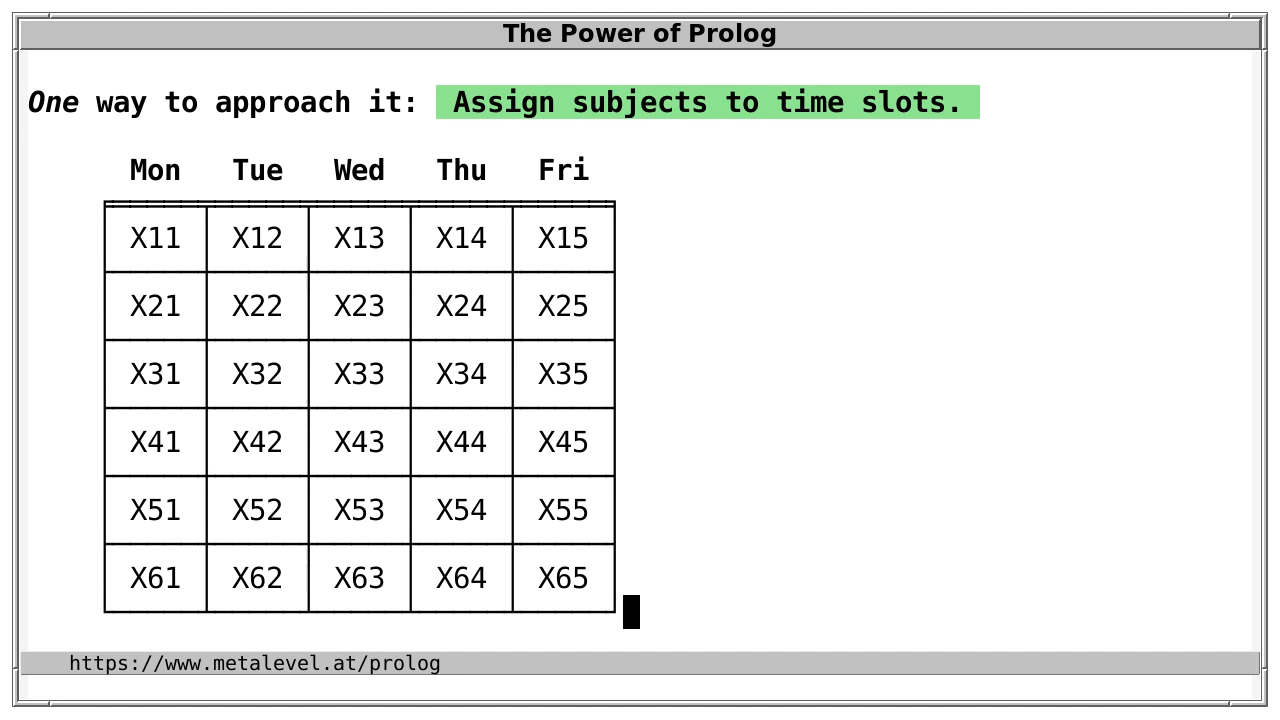 The Power of Prolog
One way to approach it: Assign subjects to time slots.
Mon Tue Wed Thu Fri
X11 X12 X13 X14 X15
X21 X22 X23 X24 X25
X31 X32 X33 X34 X35
X41 X42 X43 X44 X45
X51 X52 X53 X54 X55
X61 X62 X63 X64 X65
https://www.metalevel.at/prolog